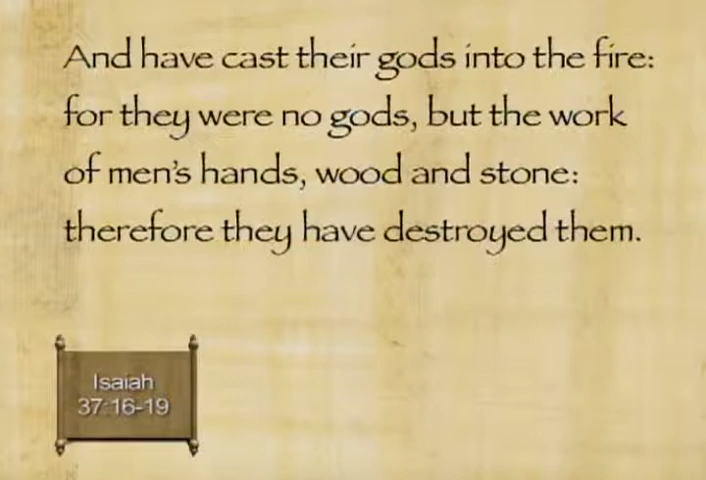 And have cast their gods into the fire:
for they were no gods, but the work
of men's hands, wood and stone:
therefore they have destroyed them.
Isaiah
37:16-19